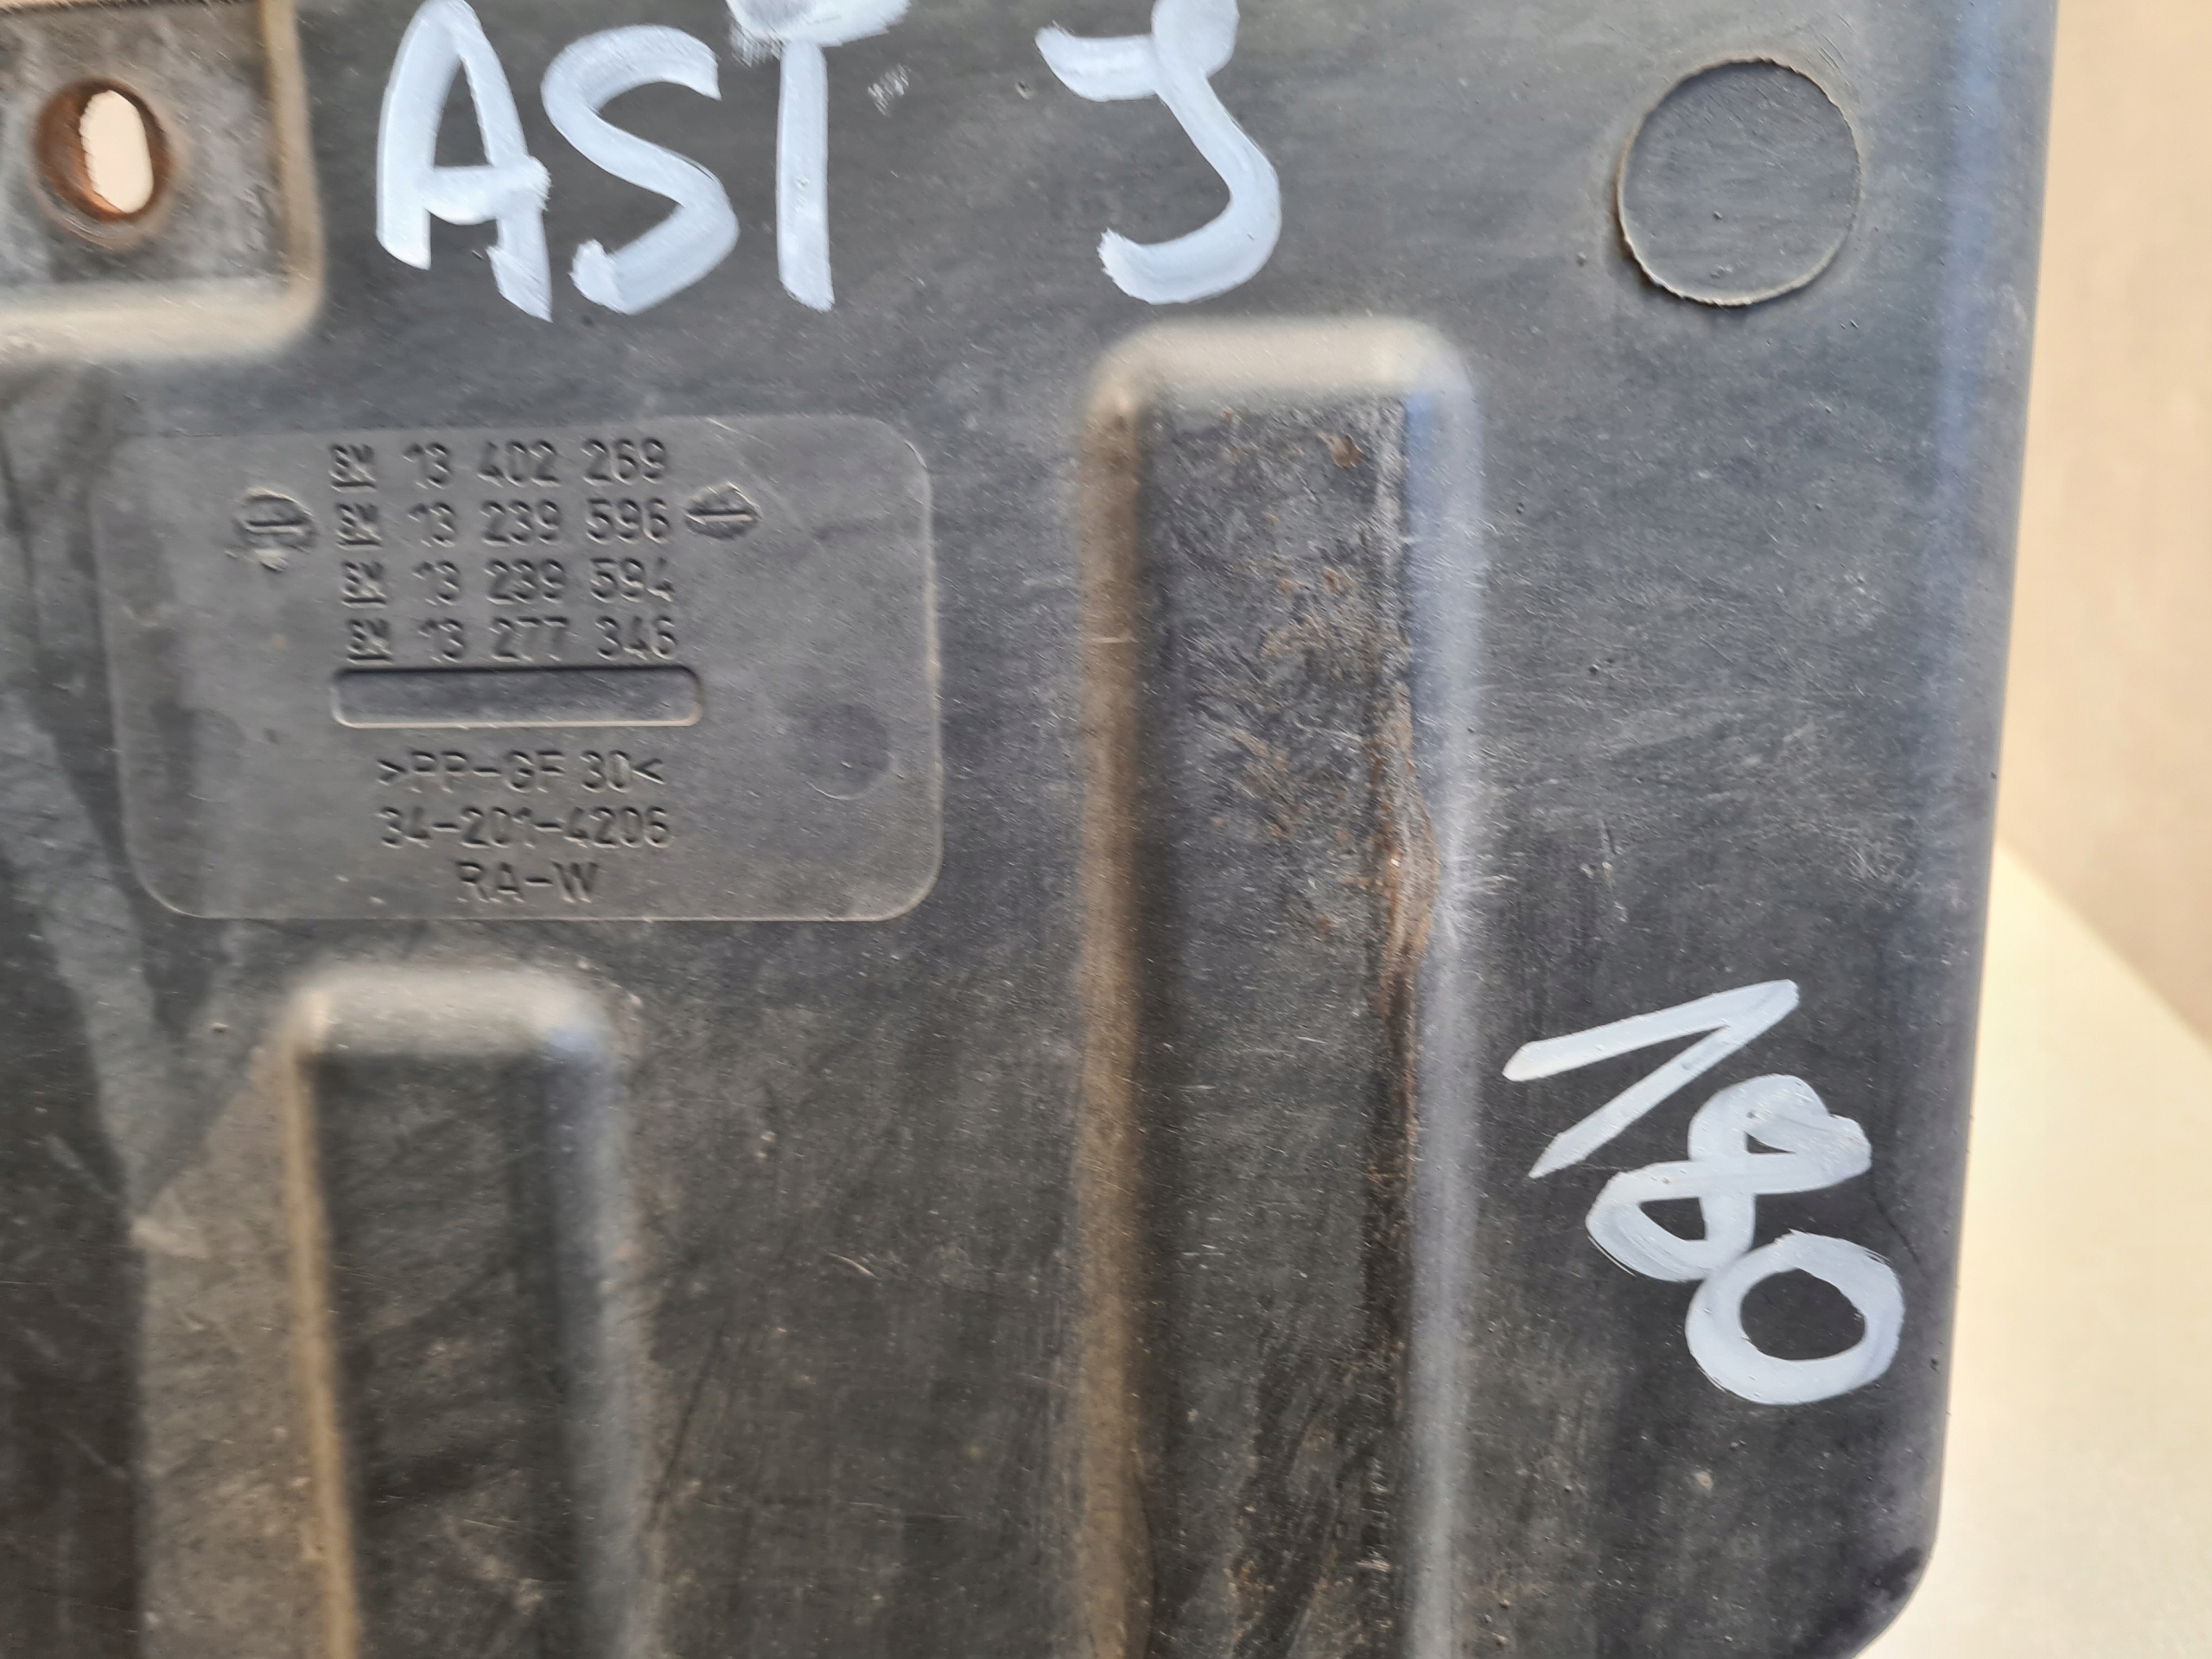 AST J
GM 13 402 269
GM 13 239 596
GM 13 239 594
GM 13 277 346
>PP-GF 30<
34-201-4206
RA-W
180